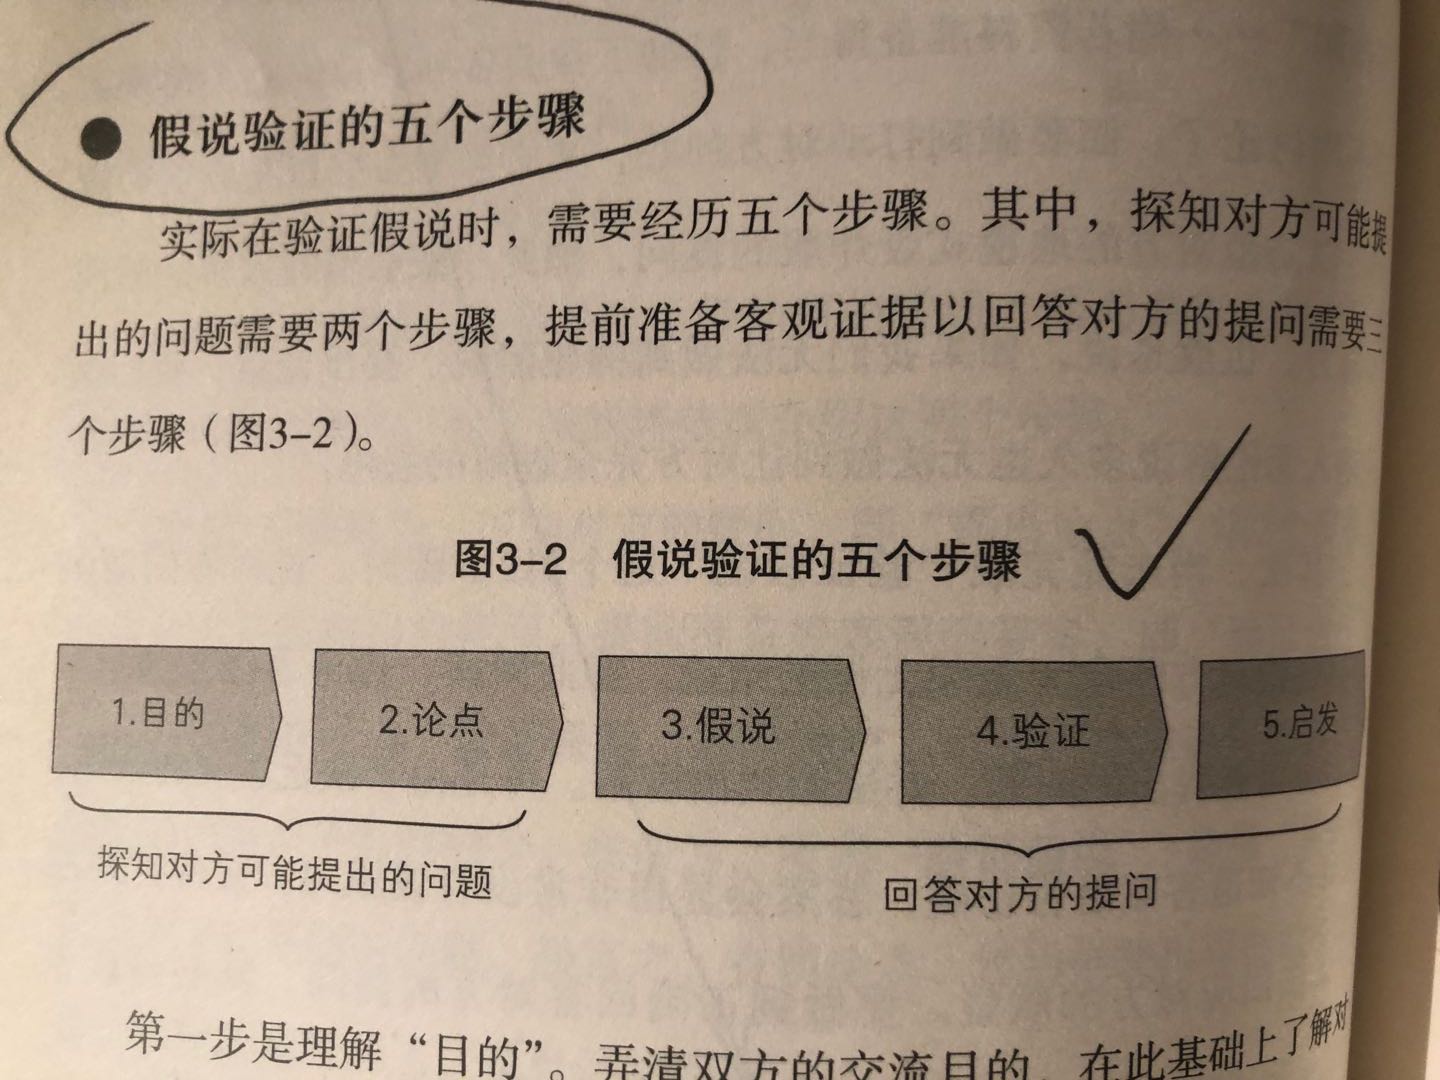 ● 假说验证的五个步骤
实际在验证假说时，需要经历五个步骤。其中，探知对方可能提
出的问题需要两个步骤，提前准备客观证据以回答对方的提问需要三
个步骤（图3-2）。
图3-2 假说验证的五个步骤
1.目的 2.论点 3.假说 4.验证 5.启发
探知对方可能提出的问题 回答对方的提问
第一步是理解“目的”。弄清双方的交流目的，在此基础上了解对